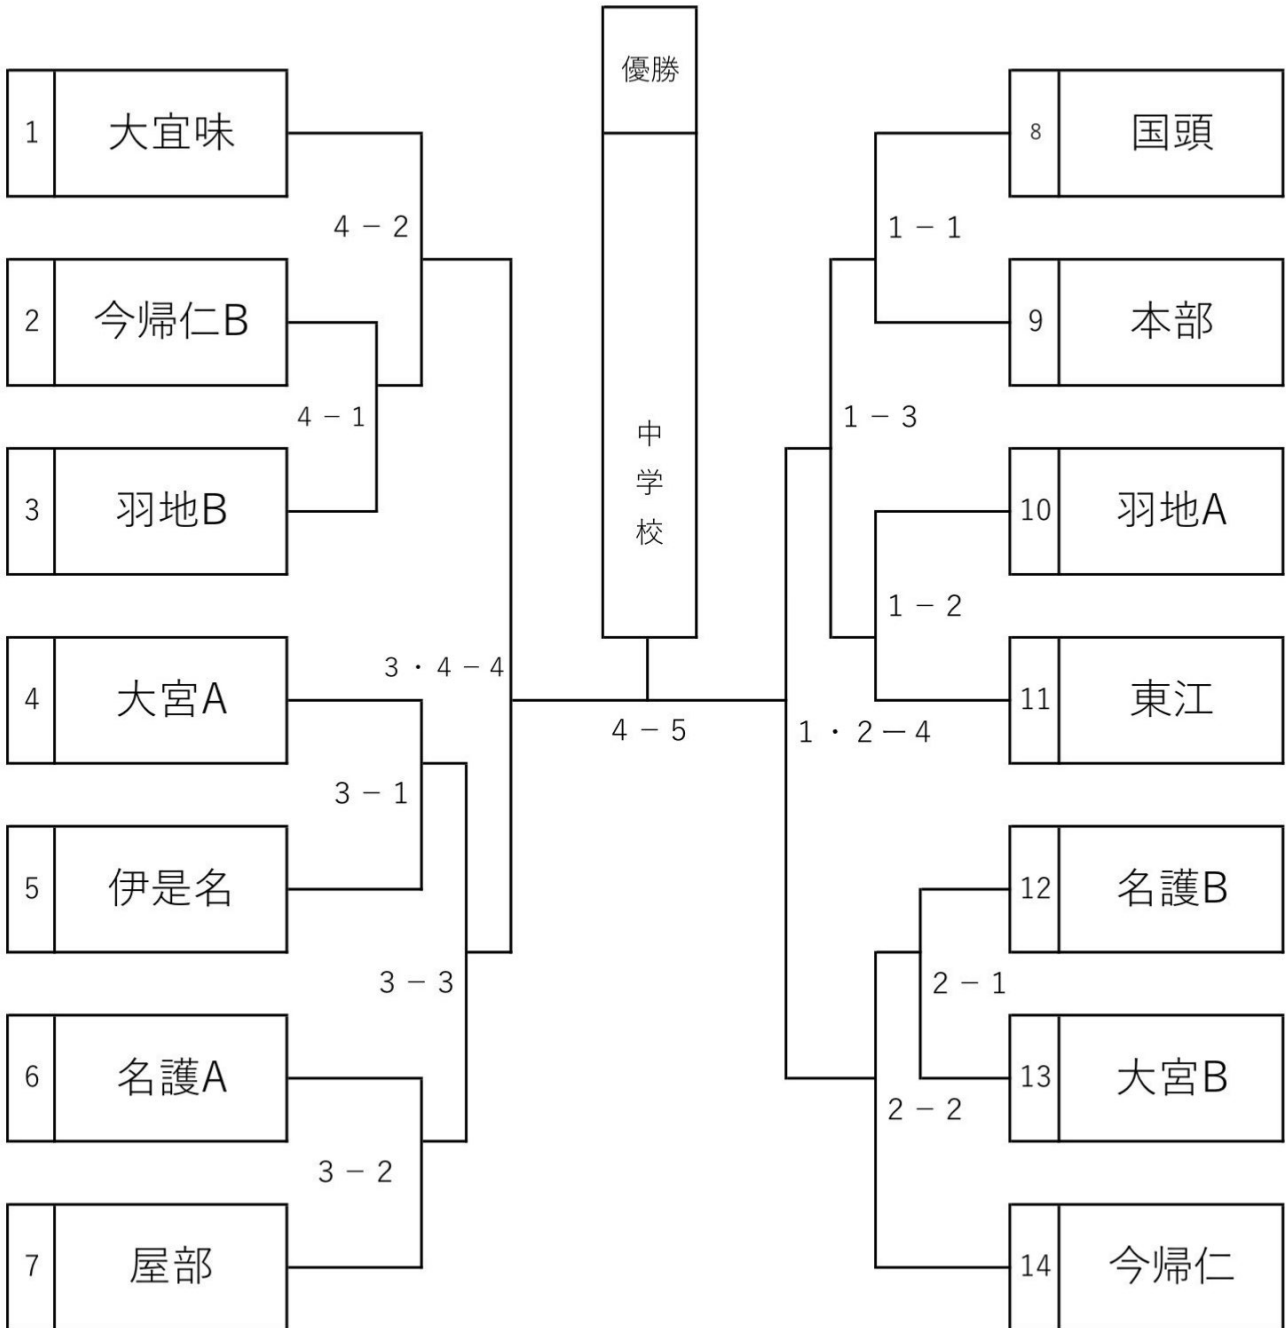 優勝
中学校
1 大宜味
4 − 2
2 今帰仁B
4 − 1
3 羽地B
3・4 − 4
4 大宮A
3 − 1
5 伊是名
3 − 3
6 名護A
3 − 2
7 屋部
4 − 5
8 国頭
1 − 1
9 本部
1 − 3
10 羽地A
1 − 2
11 東江
1・2ー4
12 名護B
2 − 1
13 大宮B
2 − 2
14 今帰仁